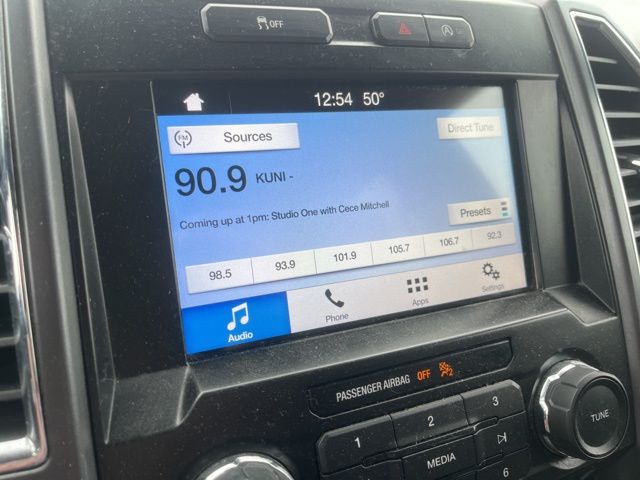 OFF
A
12:54 50°
FM Sources
Direct Tune
90.9 KUNI -
Coming up at 1pm: Studio One with Cece Mitchell
Presets
98.5 93.9 101.9 105.7 106.7 92.3
Audio Phone Apps Settings
PASSENGER AIRBAG OFF 2
1 2 3
MEDIA
6
TUNE